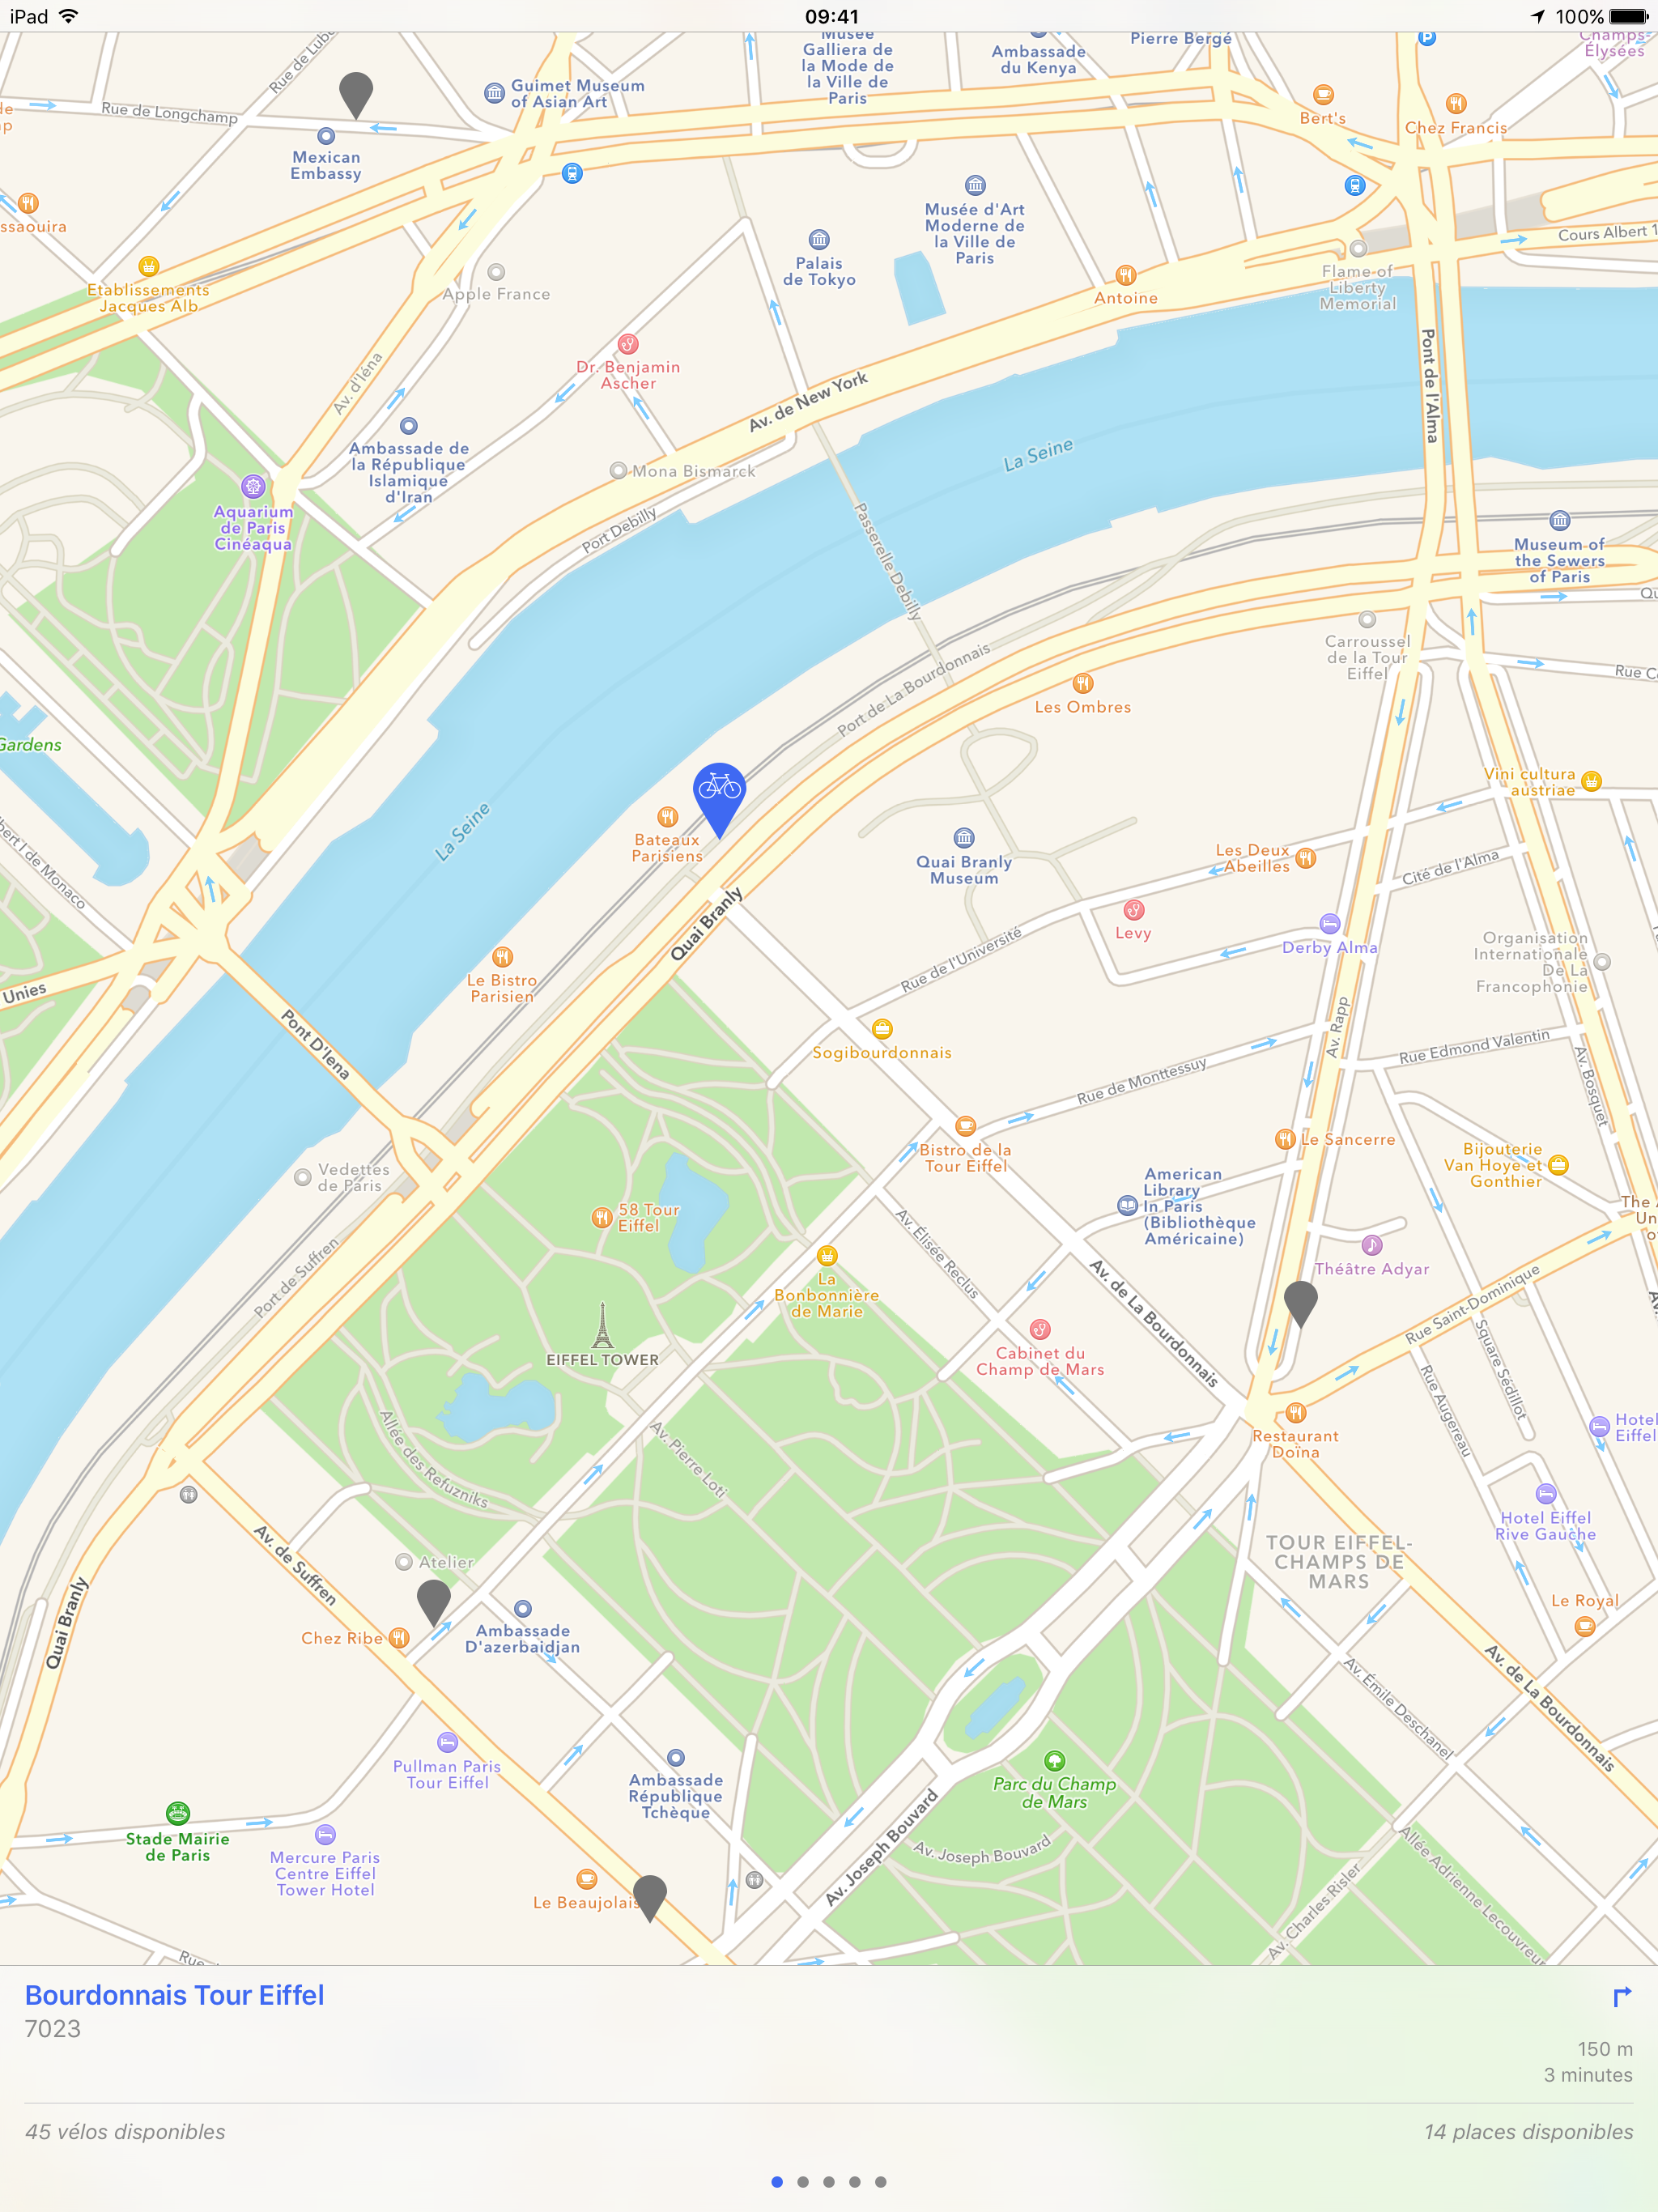 iPad
09:41
100%
Musée
Galliera de
la Mode de
la Ville de
Paris
Ambassade
du Kenya
Pierre Bergé
Champs-
Élysées
P
Rue de Longchamp
Guimet Museum
of Asian Art
Bert's
Chez Francis
Mexican
Embassy
ssaouira
Musée d'Art
Moderne de
la Ville de
Paris
Palais
de Tokyo
Cours Albert 1
Etablissements
Jacques Alb
Apple France
Antoine
Flame of
Liberty
Memorial
Av. d'Iéna
Dr. Benjamin
Ascher
Av. de New York
Pont de l'Alma
Ambassade de
la République
Islamique
d'Iran
Mona Bismarck
La Seine
Aquarium
de Paris
Cinéaqua
Port Debilly
Passerelle Debilly
Museum of
the Sewers
of Paris
Carroussel
de la Tour
Eiffel
Port de La Bourdonnais
Les Ombres
Gardens
Vini cultura
austriae
La Seine
Bateaux
Parisiens
Quai Branly
Museum
Les Deux
Abeilles
Cité de l'Alma
bert I de Monaco
Quai Branly
Levy
Derby Alma
Rue de l'Université
Organisation
Internationale
De La
Francophonie
Le Bistro
Parisien
Unies
Pont D'Iena
Sogibourdonnais
Av. Rapp
Rue Edmond Valentin
Av. Bosquet
Rue de Monttessuy
Bistro de la
Tour Eiffel
Le Sancerre
Bijouterie
Van Hoye et
Gonthier
Vedettes
de Paris
American
Library
In Paris
(Bibliothèque
Américaine)
58 Tour
Eiffel
Av. Élisée Reclus
Théâtre Adyar
Port de Suffren
La
Bonbonnière
de Marie
Av. de La Bourdonnais
Rue Saint-Dominique
EIFFEL TOWER
Cabinet du
Champ de Mars
Square Sédillot
Rue Augereau
Allée des Refuzniks
Av. Pierre Loti
Restaurant
Doïna
Hotel
Eiffel
Hotel Eiffel
Rive Gauche
Av. de Suffren
Atelier
TOUR EIFFEL-
CHAMPS DE
MARS
Quai Branly
Chez Ribe
Ambassade
D'azerbaidjan
Le Royal
Av. Émile Deschanel
Av. de La Bourdonnais
Pullman Paris
Tour Eiffel
Ambassade
République
Tchèque
Parc du Champ
de Mars
Stade Mairie
de Paris
Mercure Paris
Centre Eiffel
Tower Hotel
Av. Joseph Bouvard
Av. Joseph Bouvard
Allée Adrienne Lecouvreur
Le Beaujolais
Av. Charles Risler
Bourdonnais Tour Eiffel
7023
150 m
3 minutes
45 vélos disponibles
14 places disponibles